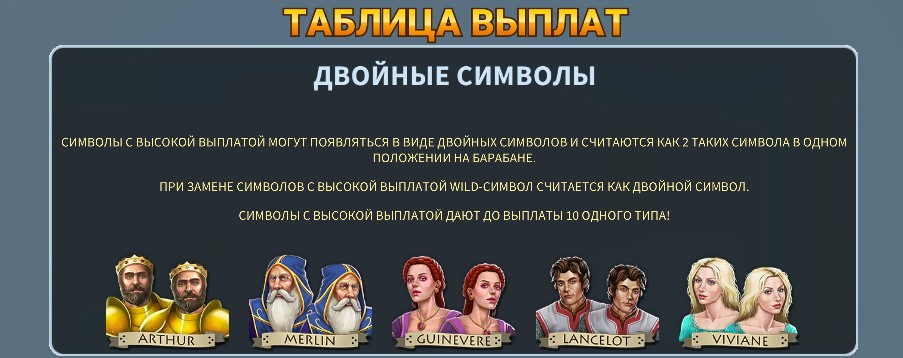 ТАБЛИЦА ВЫПЛАТ
ДВОЙНЫЕ СИМВОЛЫ
СИМВОЛЫ С ВЫСОКОЙ ВЫПЛАТОЙ МОГУТ ПОЯВЛЯТЬСЯ В ВИДЕ ДВОЙНЫХ СИМВОЛОВ И СЧИТАЮТСЯ КАК 2 ТАКИХ СИМВОЛА В ОДНОМ
ПОЛОЖЕНИИ НА БАРАБАНЕ.
ПРИ ЗАМЕНЕ СИМВОЛОВ С ВЫСОКОЙ ВЫПЛАТОЙ WILD-СИМВОЛ СЧИТАЕТСЯ КАК ДВОЙНОЙ СИМВОЛ.
СИМВОЛЫ С ВЫСОКОЙ ВЫПЛАТОЙ ДАЮТ ДО ВЫПЛАТЫ 10 ОДНОГО ТИПА!
ARTHUR MERLIN GUINEVERE LANCELOT VIVIANE